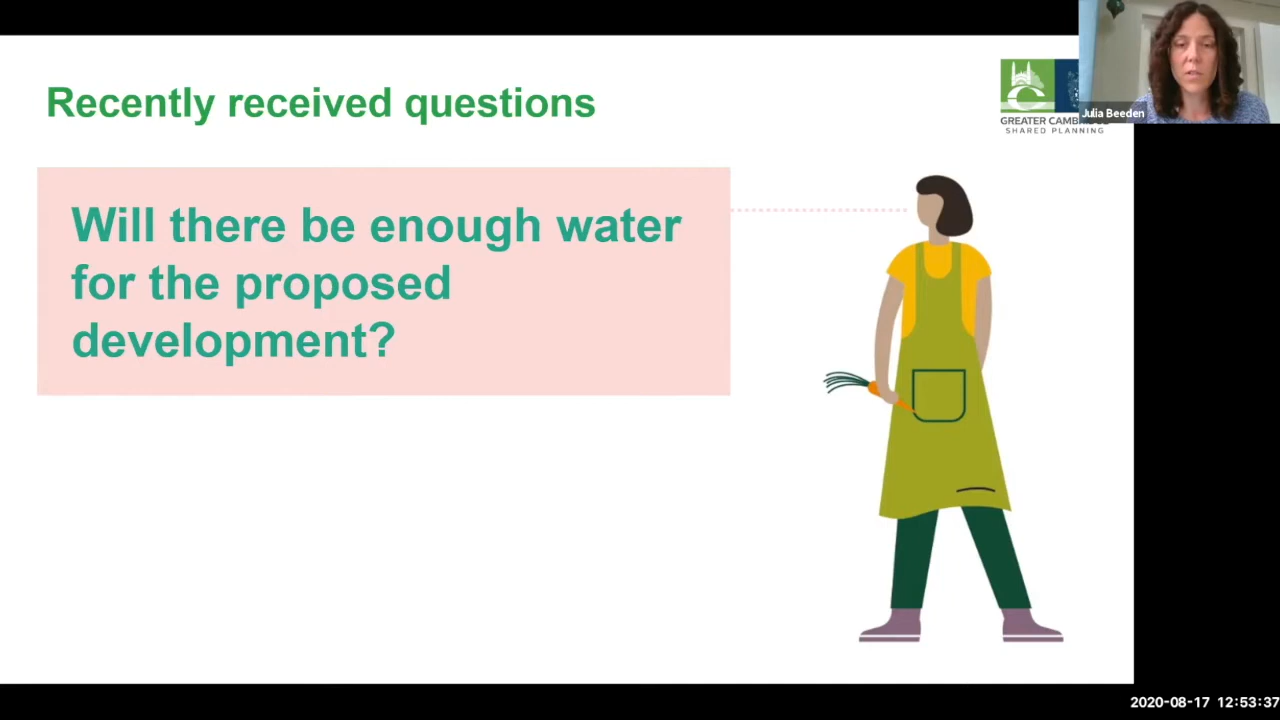 Recently received questions
GREATER CAMB
SHARED PLANNING
Julia Beeden
Will there be enough water
for the proposed
development?
2020-08-17 12:53:37